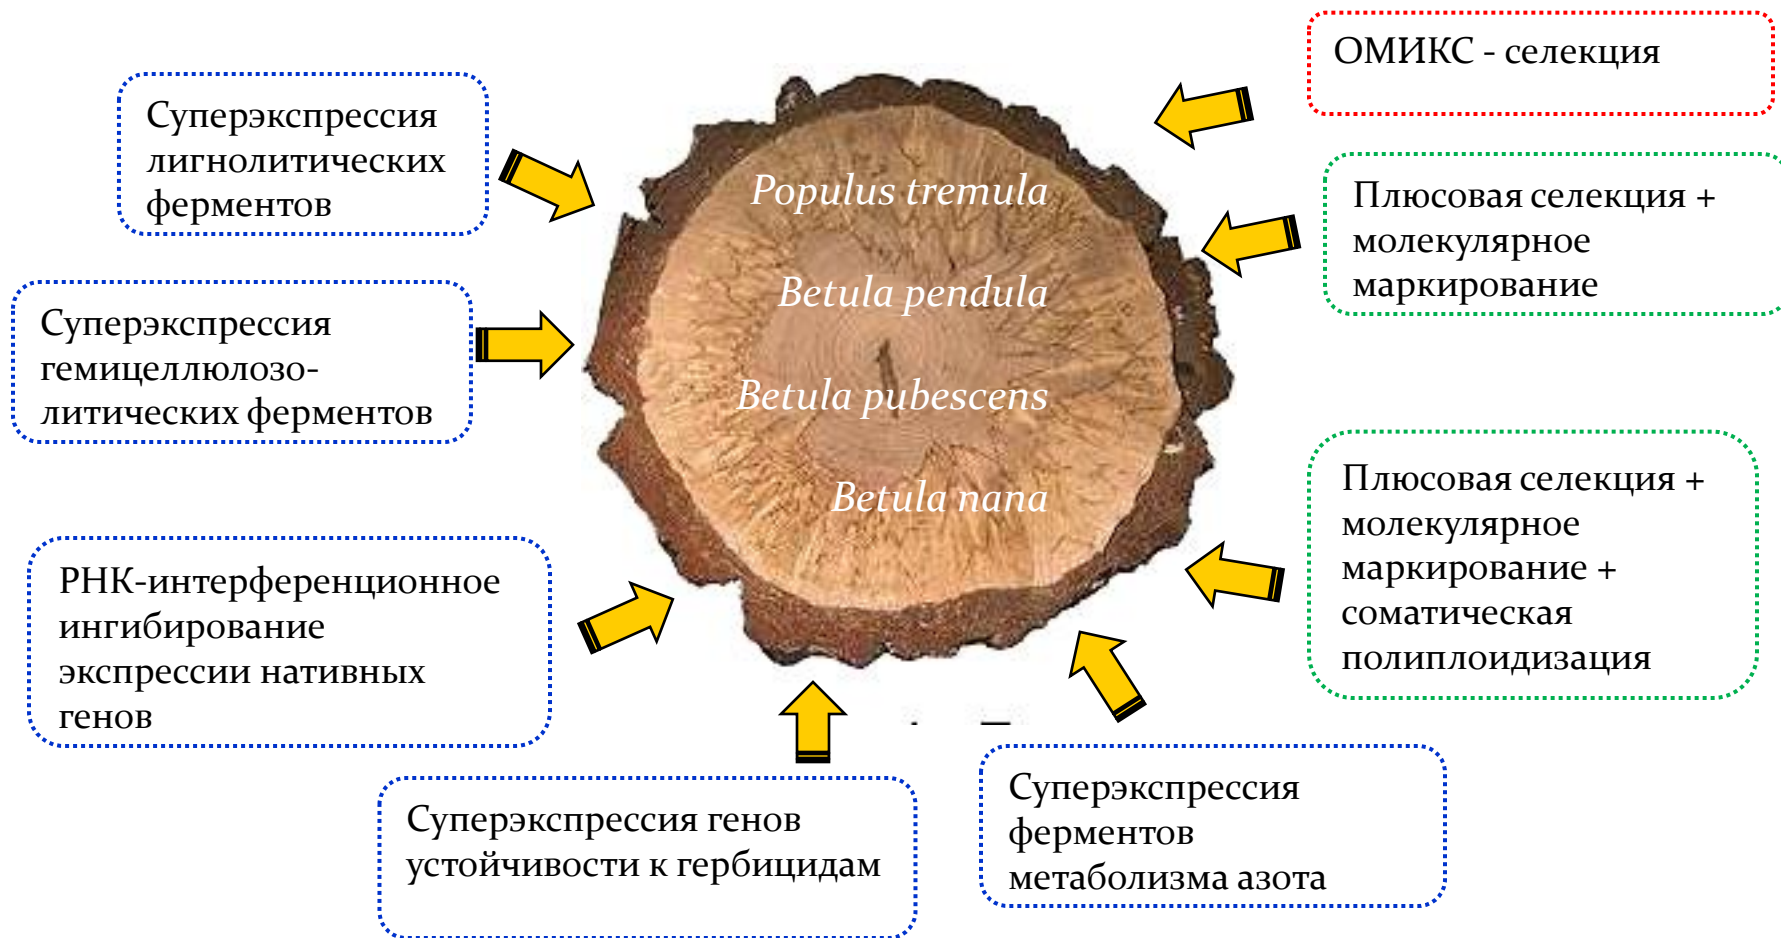 ОМИКС - селекция
Суперэкспрессия
лигнолитических
ферментов
Populus tremula
Плюсовая селекция +
молекулярное
маркирование
Betula pendula
Суперэкспрессия
гемицеллюлозо-
литических ферментов
Betula pubescens
Betula nana
Плюсовая селекция +
молекулярное
маркирование +
соматическая
полиплоидизация
РНК-интерференционное
ингибирование
экспрессии нативных
генов
Суперэкспрессия генов
устойчивости к гербицидам
Суперэкспрессия
ферментов
метаболизма азота